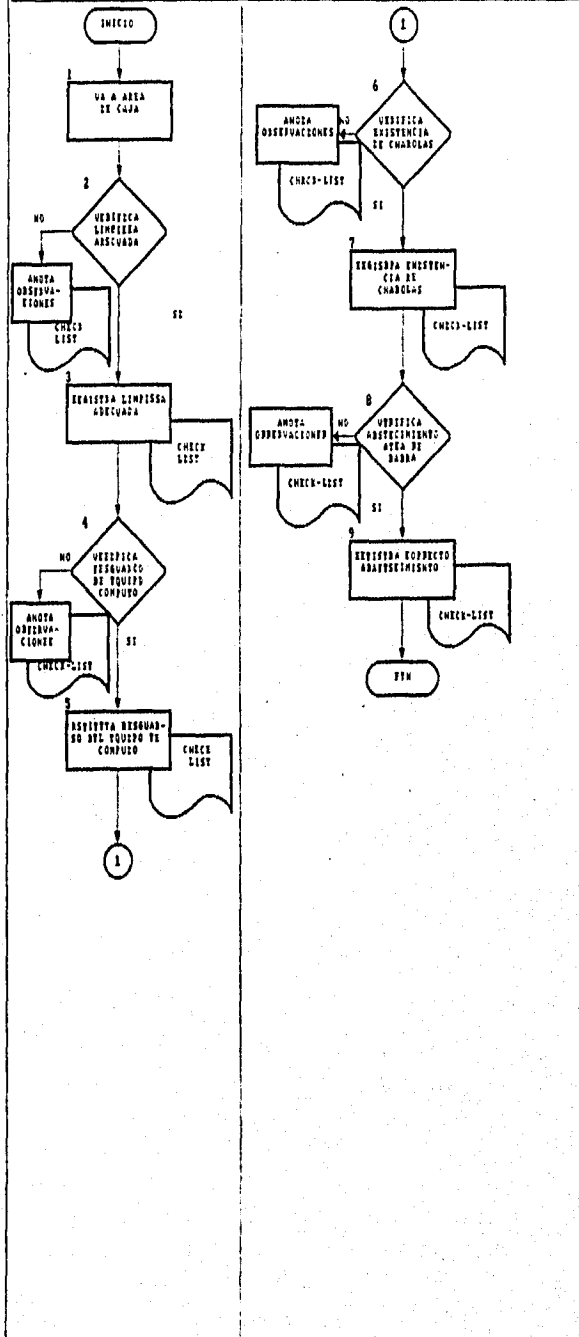 INICIO
1
VA A AREA
DE CAJA
2
VERIFICA
LIMPIEZA
ADECUADA
NO
ANOTA
OBSERVA-
CIONES
CHECK
LIST
SI
3
REGISTRA LIMPIEZA
ADECUADA
CHECK
LIST
4
VERIFICA
RESGUARDO
DE EQUIPO
COMPUTO
NO
ANOTA
OBSERVA-
CIONES
CHECK-LIST
SI
5
RESGUAR-
DO DEL EQUIPO DE
COMPUTO
CHECK
LIST
1
1
6
VERIFICA
EXISTENCIA
DE CHAROLAS
NO
ANOTA
OBSERVACIONES
CHECK-LIST
SI
7
REGISTRA EXISTEN-
CIA DE
CHAROLAS
CHECK-LIST
8
VERIFICA
ABSTECIMIENTO
AREA DE
BARRA
NO
ANOTA
OBSERVACIONES
CHECK-LIST
SI
9
REGISTRA CORRECTO
ABASTECIMIENTO
CHECK-LIST
FIN